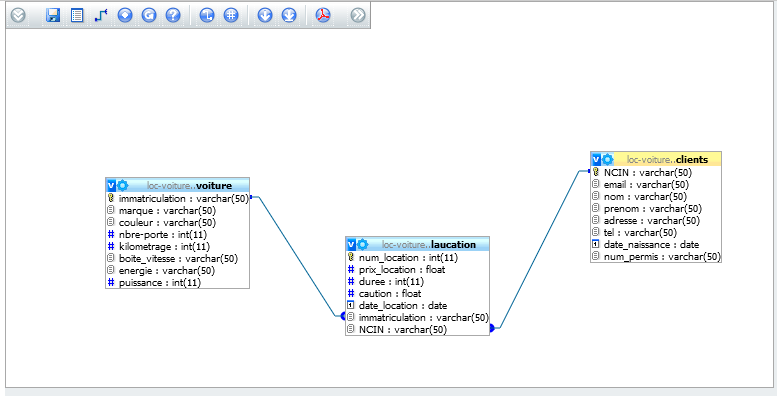 loc-voiture..voiture
immatriculation : varchar(50)
marque : varchar(50)
couleur : varchar(50)
nbre-porte : int(11)
kilometrage : int(11)
boite_vitesse : varchar(50)
energie : varchar(50)
puissance : int(11)
loc-voiture..laucation
num_location : int(11)
prix_location : float
duree : int(11)
caution : float
date_location : date
immatriculation : varchar(50)
NCIN : varchar(50)
loc-voiture..clients
NCIN : varchar(50)
email : varchar(50)
nom : varchar(50)
prenom : varchar(50)
adresse : varchar(50)
tel : varchar(50)
date_naissance : date
num_permis : varchar(50)